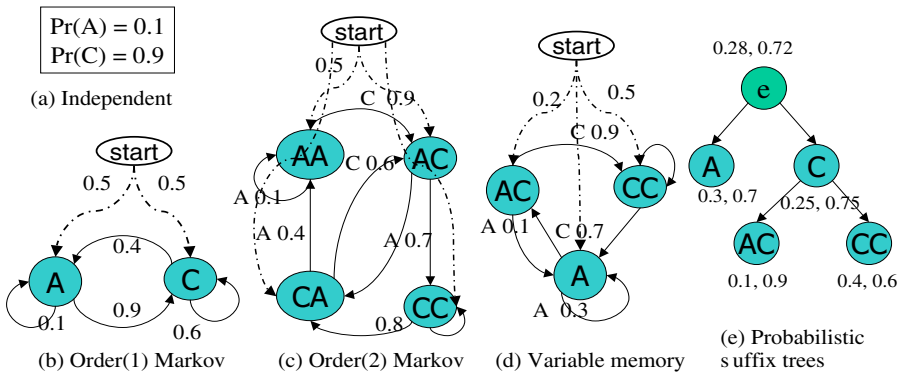 Pr(A) = 0.1
Pr(C) = 0.9
(a) Independent
start
0.5
0.5
A
C
0.4
0.9
0.1
0.6
(b) Order(1) Markov
start
0.5
C 0.9
AA
AC
C 0.6
A 0.1
A 0.4
A 0.7
CA
CC
0.8
(c) Order(2) Markov
start
0.2
0.5
C 0.9
AC
CC
A 0.1
C 0.7
A
A 0.3
(d) Variable memory
0.28, 0.72
e
A
C
0.3, 0.7
0.25, 0.75
AC
CC
0.1, 0.9
0.4, 0.6
(e) Probabilistic
suffix trees